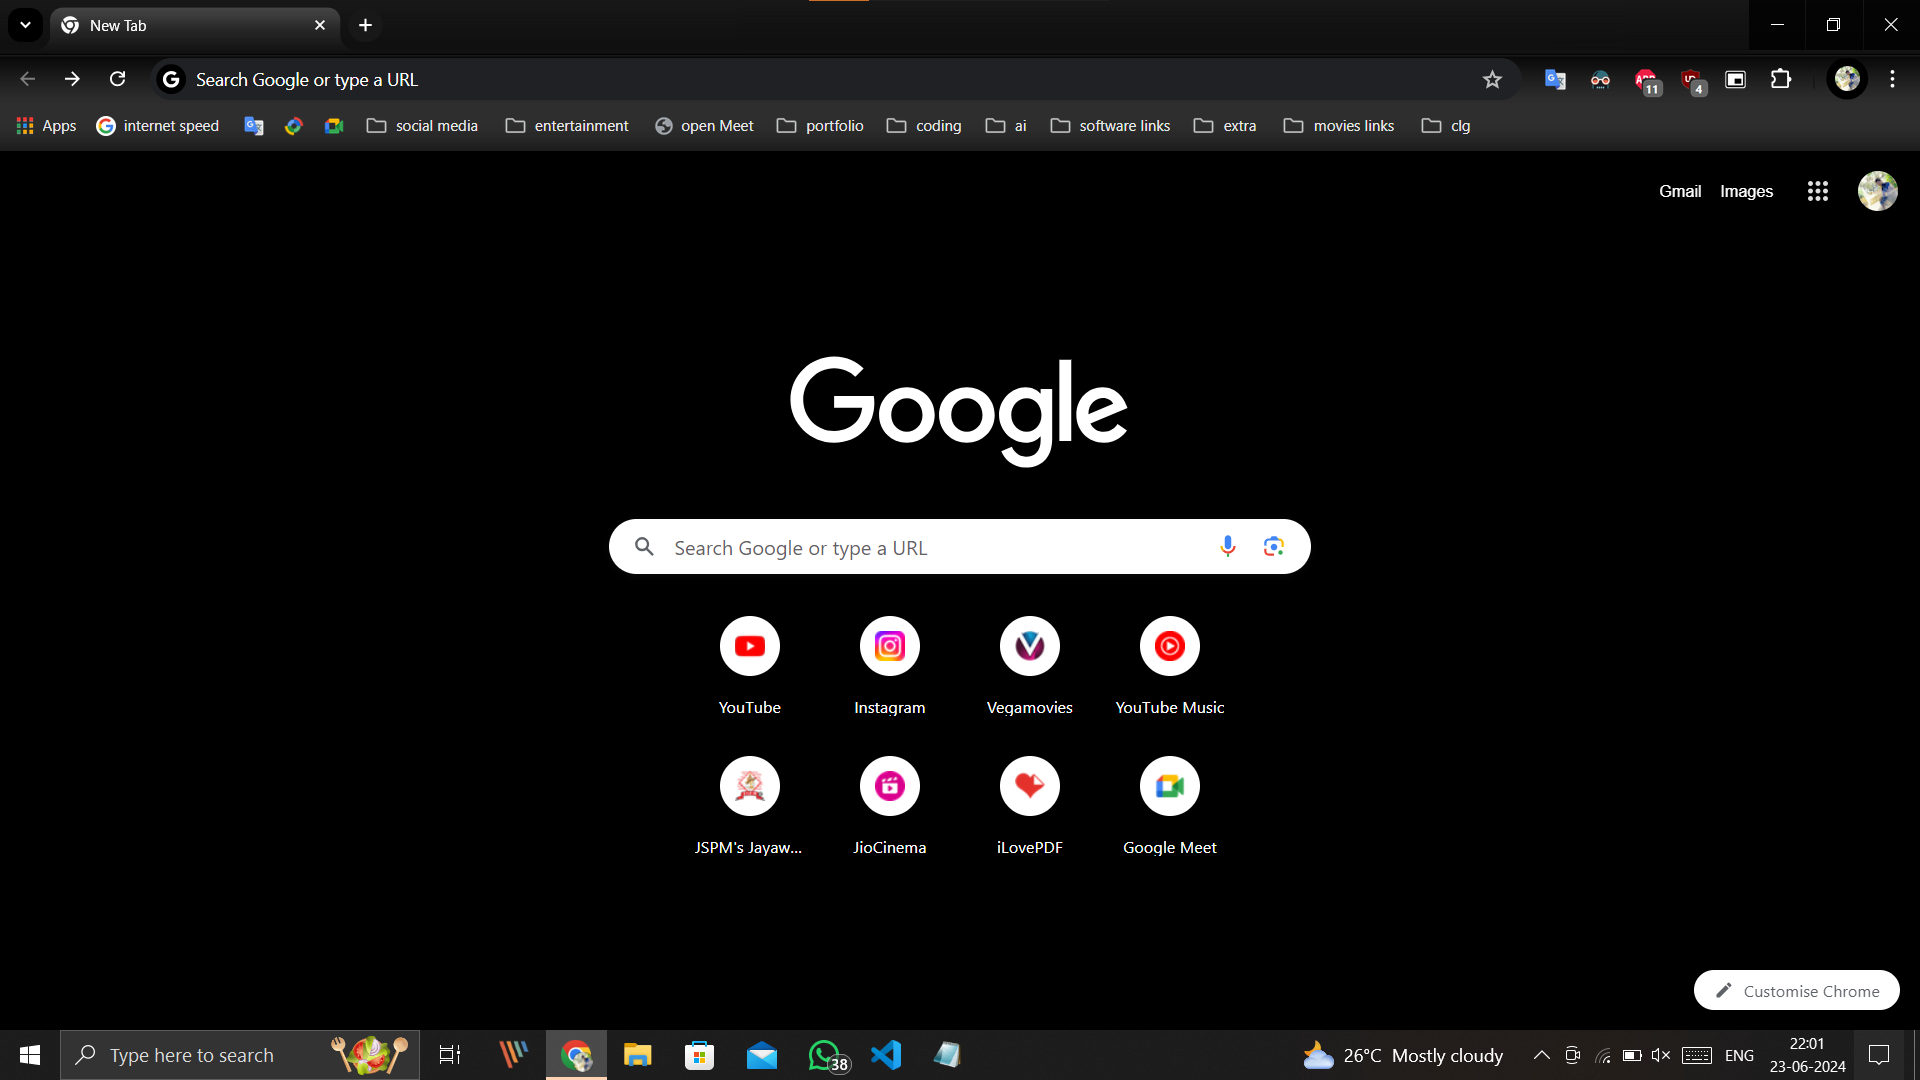 New Tab
Search Google or type a URL
11
4
Apps
internet speed
social media
entertainment
open Meet
portfolio
coding
ai
software links
extra
movies links
clg
Gmail
Images
Google
Search Google or type a URL
YouTube
Instagram
Vegamovies
YouTube Music
JSPM's Jayaw...
JioCinema
iLovePDF
Google Meet
Customise Chrome
Type here to search
38
26°C Mostly cloudy
ENG
22:01
23-06-2024